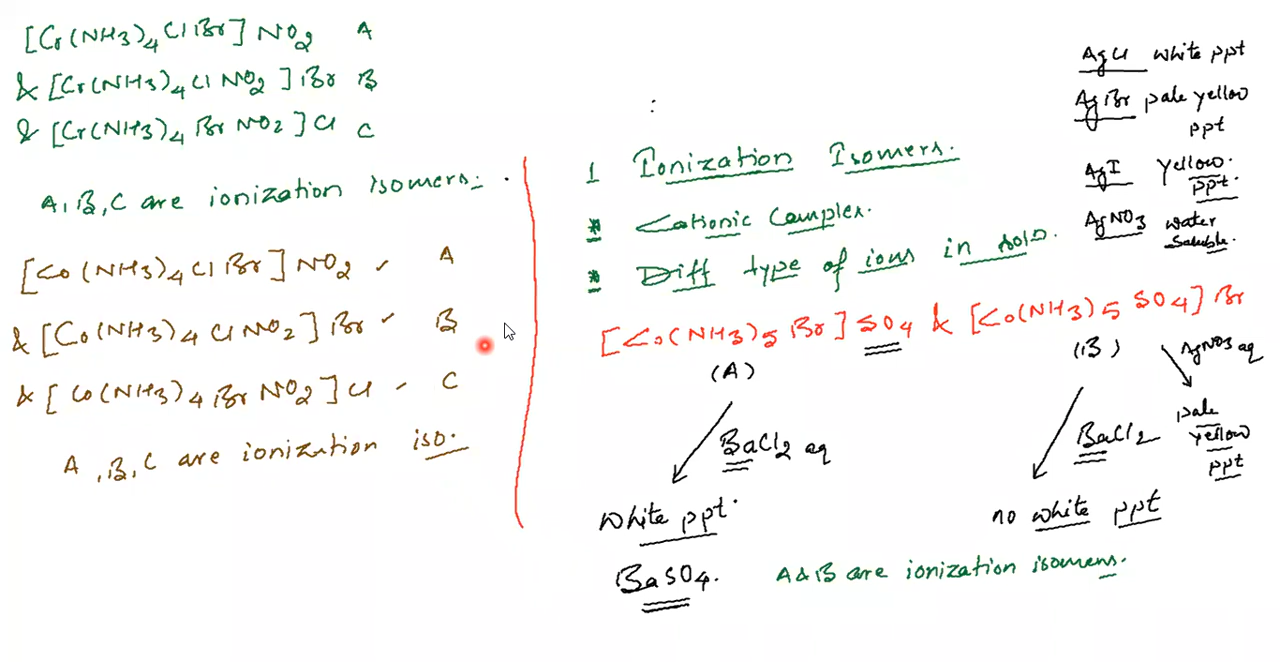 [Cr(NH3)4 Cl Br] NO2 A
& [Cr(NH3)4 Cl NO2] Br B
& [Cr(NH3)4 Br NO2] Cl C
A, B, C are ionization isomers.
[Co(NH3)4 Cl Br] NO2 ✓ A
& [Co(NH3)4 Cl NO2] Br ✓ B
& [Co(NH3)4 Br NO2] Cl ✓ C
A, B, C are ionization iso.
AgCl white ppt
AgBr pale yellow
ppt
AgI Yellow
ppt.
AgNO3 water
Soluble.
:
1 Ionization Isomers.
* Cationic Complex.
* Diff type of ions in soln.
[Co(NH3)5 Br] SO4 & [Co(NH3)5 SO4] Br
(A)
(B)
AgNO3 aq
BaCl2 aq
BaCl2
pale
yellow
ppt
white ppt.
no white ppt
BaSO4.
A & B are ionization isomers.